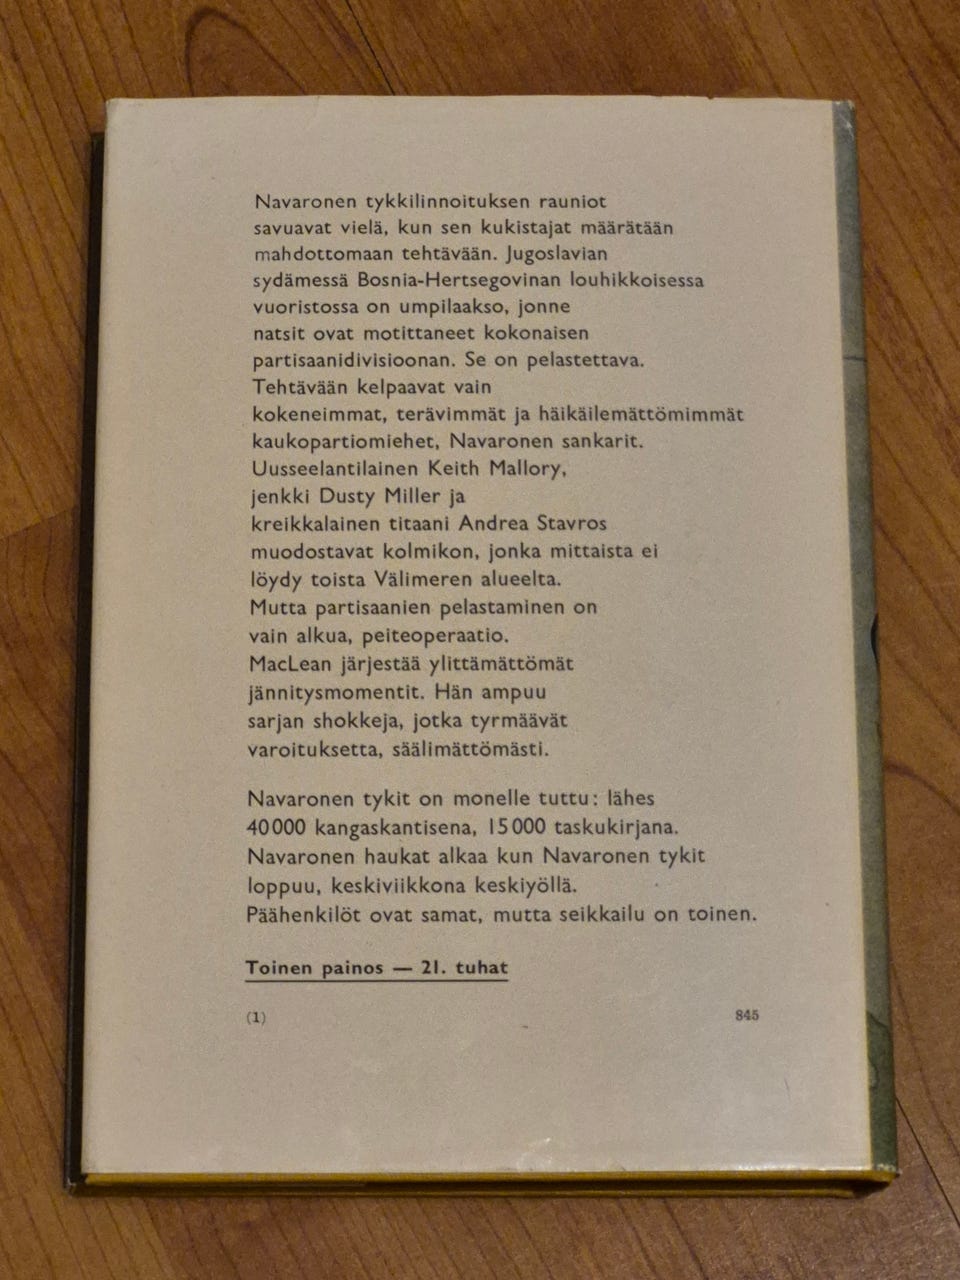 Navaronen tykkilinnoituksen rauniot
savuavat vielä, kun sen kukistajat määrätään
mahdottomaan tehtävään. Jugoslavian
sydämessä Bosnia-Hertsegovinan louhikkoisessa
vuoristossa on umpilaakso, jonne
natsit ovat motittaneet kokonaisen
partisaanidivisioonan. Se on pelastettava.
Tehtävään kelpaavat vain
kokeneimmat, terävimmät ja häikäilemättömimmät
kaukopartiomiehet, Navaronen sankarit.
Uusseelantilainen Keith Mallory,
jenkki Dusty Miller ja
kreikkalainen titaani Andrea Stavros
muodostavat kolmikon, jonka mittaista ei
löydy toista Välimeren alueelta.
Mutta partisaanien pelastaminen on
vain alkua, peiteoperaatio.
MacLean järjestää ylittämättömät
jännitysmomentit. Hän ampuu
sarjan shokkeja, jotka tyrmäävät
varoituksetta, säälimättömästi.
Navaronen tykit on monelle tuttu: lähes
40000 kangaskantisena, 15000 taskukirjana.
Navaronen haukat alkaa kun Navaronen tykit
loppuu, keskiviikkona keskiyöllä.
Päähenkilöt ovat samat, mutta seikkailu on toinen.
Toinen painos — 21. tuhat
(1) 845